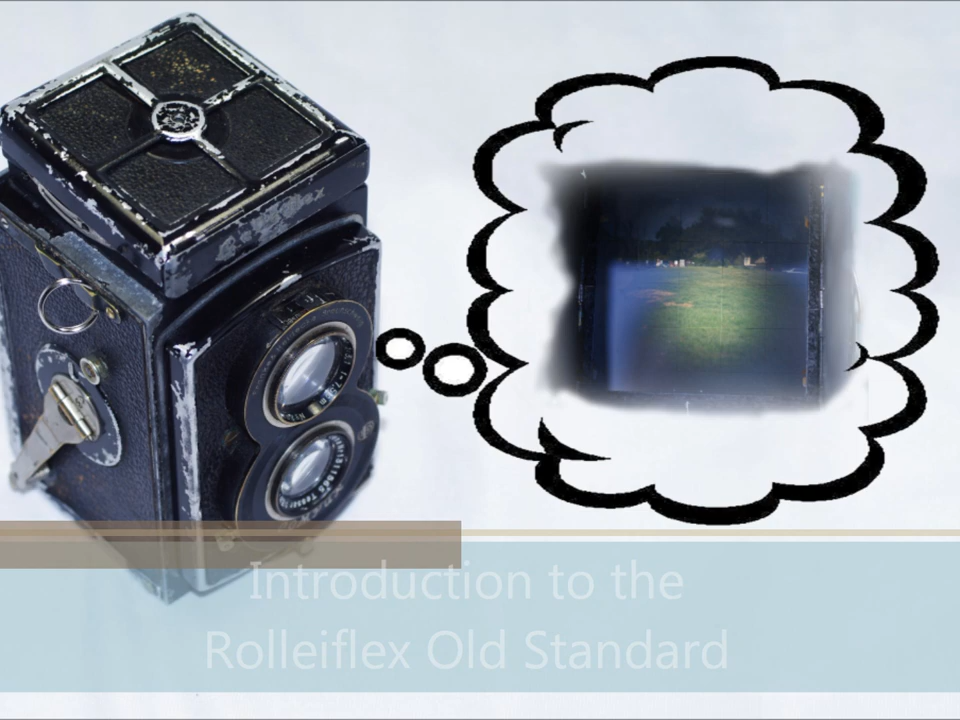 Introduction to the
Rolleiflex Old Standard